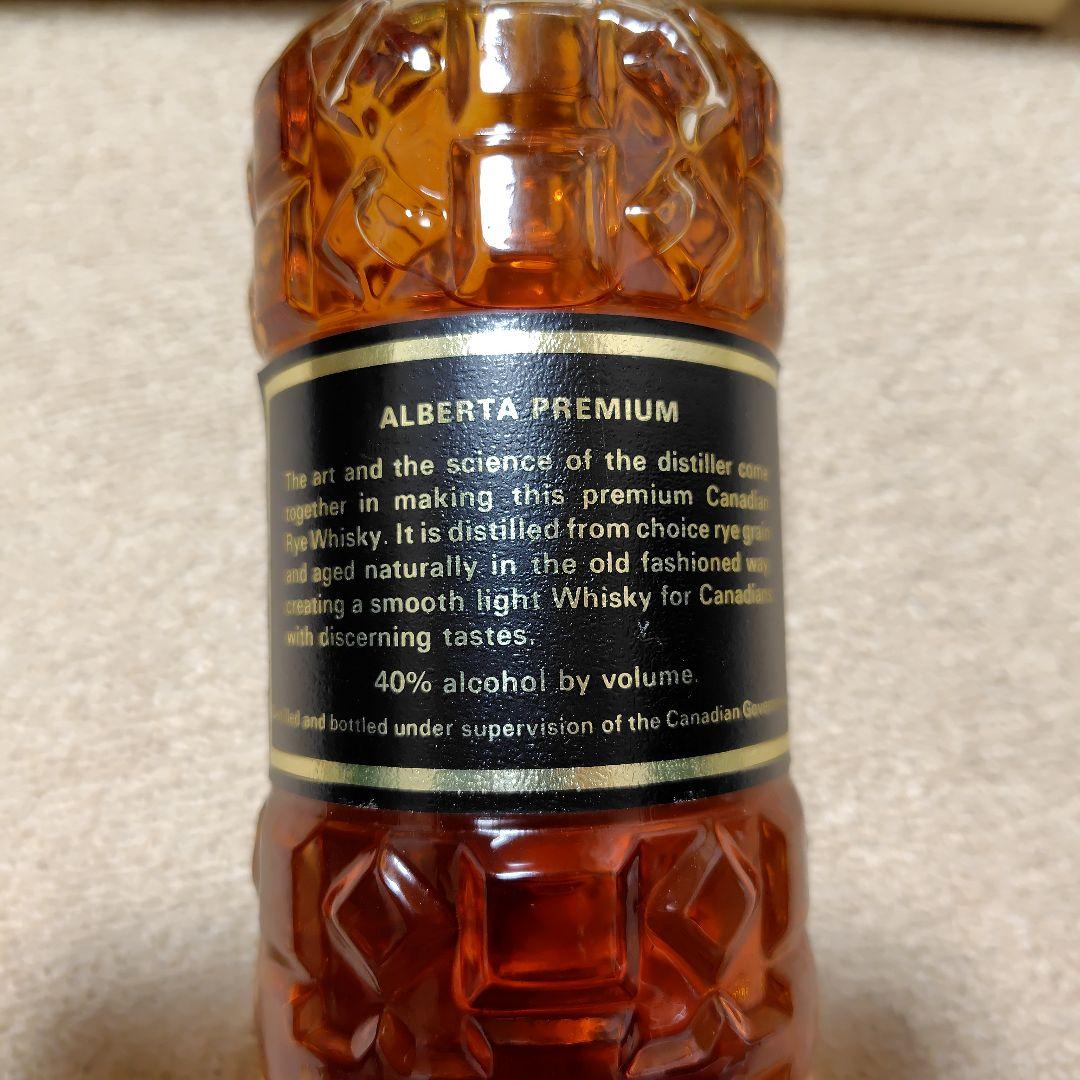 ALBERTA PREMIUM
The art and the science of the distiller come
together in making this premium Canadian
Rye Whisky. It is distilled from choice rye grain
and aged naturally in the old fashioned way
creating a smooth light Whisky for Canadians
with discerning tastes.
40% alcohol by volume.
and bottled under supervision of the Canadian